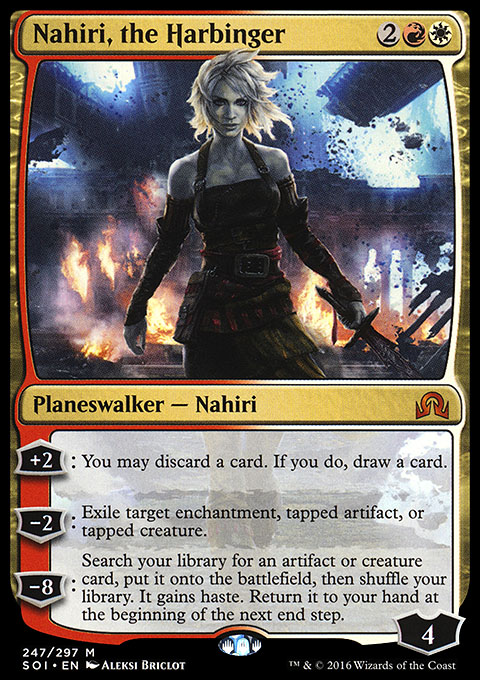 Nahiri, the Harbinger 2
Planeswalker — Nahiri
+2: You may discard a card. If you do, draw a card.
-2: Exile target enchantment, tapped artifact, or
tapped creature.
Search your library for an artifact or creature
card, put it onto the battlefield, then shuffle your
-8: library. It gains haste. Return it to your hand at
the beginning of the next end step.
4
247/297 M
SOI • EN Aleksi Briclot
™ & © 2016 Wizards of the Coast